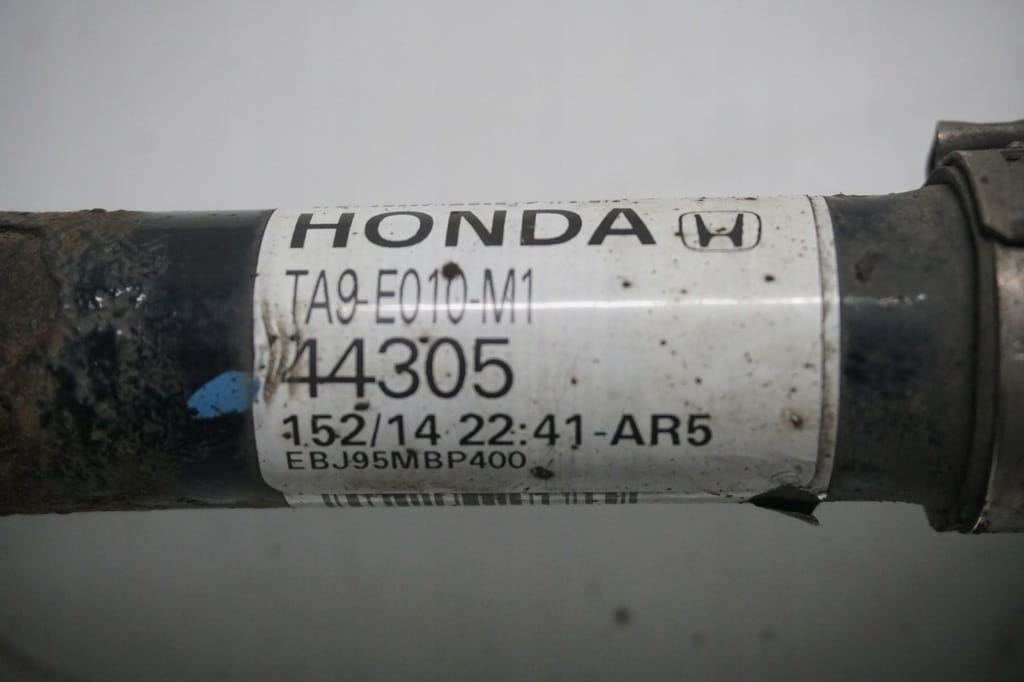 HONDA
TA9-E010-M1
44305
152/14 22:41-AR5
EBJ95MBP400